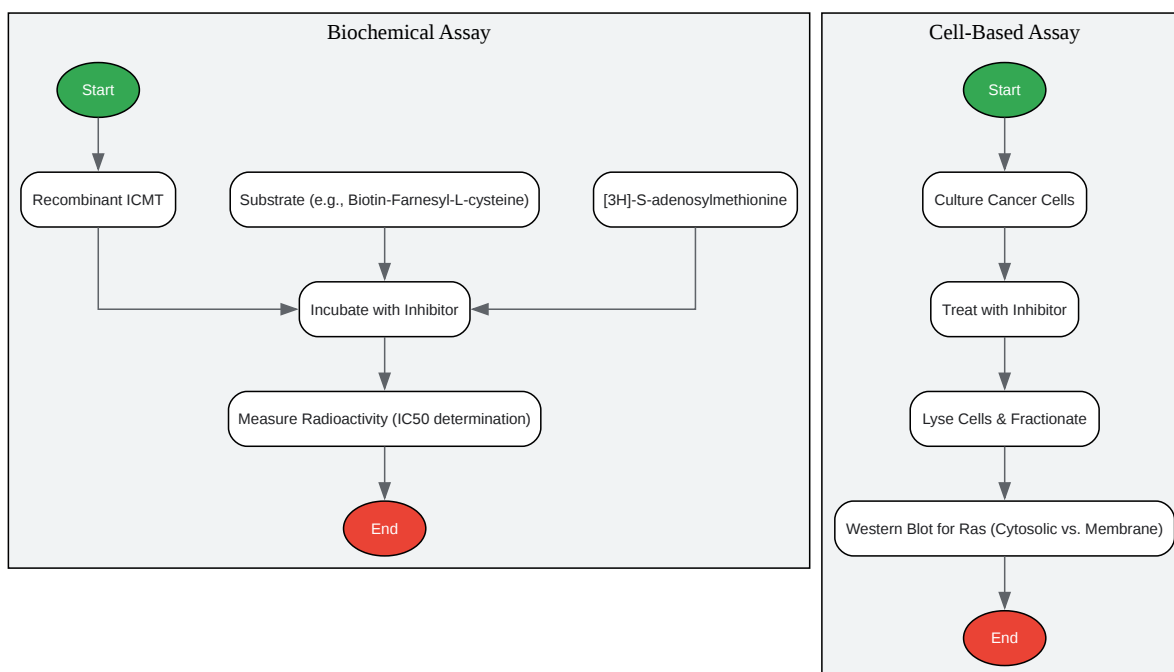 Biochemical Assay
Start
Recombinant ICMT
Substrate (e.g., Biotin-Farnesyl-L-cysteine)
[3H]-S-adenosylmethionine
Incubate with Inhibitor
Measure Radioactivity (IC50 determination)
End
Cell-Based Assay
Start
Culture Cancer Cells
Treat with Inhibitor
Lyse Cells & Fractionate
Western Blot for Ras (Cytosolic vs. Membrane)
End